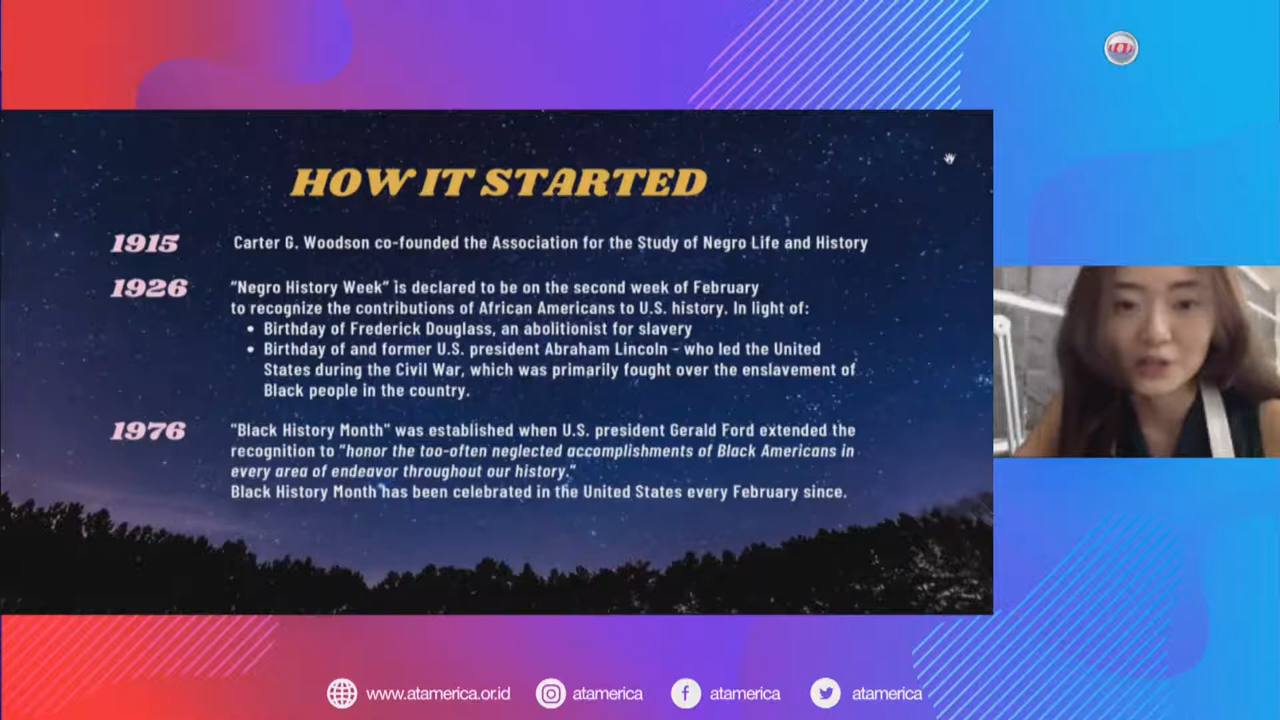 HOW IT STARTED
1915 Carter G. Woodson co-founded the Association for the Study of Negro Life and History
1926 "Negro History Week" is declared to be on the second week of February
to recognize the contributions of African Americans to U.S. history. In light of:
• Birthday of Frederick Douglass, an abolitionist for slavery
• Birthday of and former U.S. president Abraham Lincoln - who led the United
States during the Civil War, which was primarily fought over the enslavement of
Black people in the country.
1976 "Black History Month" was established when U.S. president Gerald Ford extended the
recognition to "honor the too-often neglected accomplishments of Black Americans in
every area of endeavor throughout our history."
Black History Month has been celebrated in the United States every February since.
www.atamerica.or.id atamerica atamerica atamerica